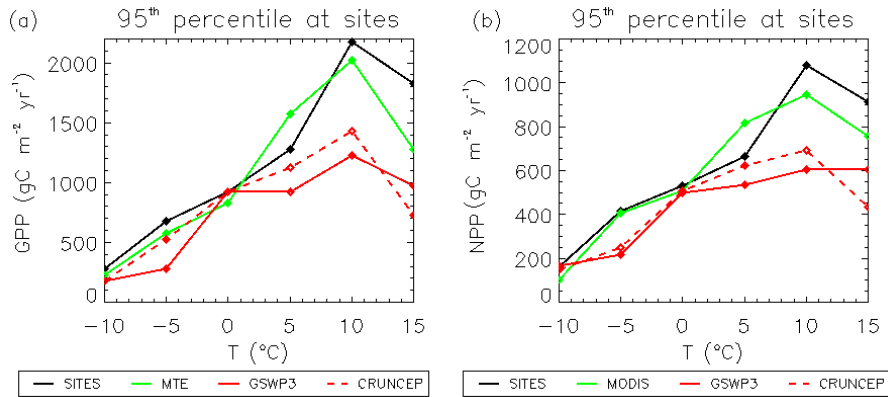 (a) 95th percentile at sites
GPP (gC m⁻² yr⁻¹)
2000
1500
1000
500
0
−10 −5 0 5 10 15
T (°C)
SITES MTE GSWP3 CRUNCEP
(b) 95th percentile at sites
NPP (gC m⁻² yr⁻¹)
1200
1000
800
600
400
200
0
−10 −5 0 5 10 15
T (°C)
SITES MODIS GSWP3 CRUNCEP